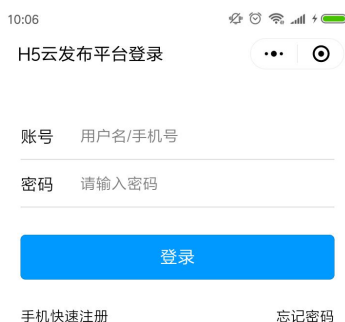 10:06
H5云发布平台登录
账号 用户名/手机号
密码 请输入密码
登录
手机快速注册 忘记密码